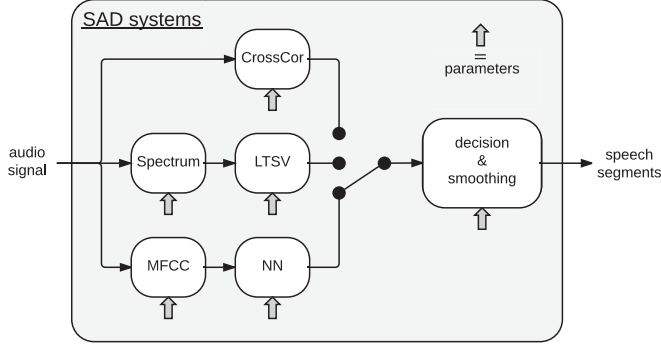 SAD systems
CrossCor
=
parameters
audio
signal
Spectrum
LTSV
decision
&
smoothing
speech
segments
MFCC
NN